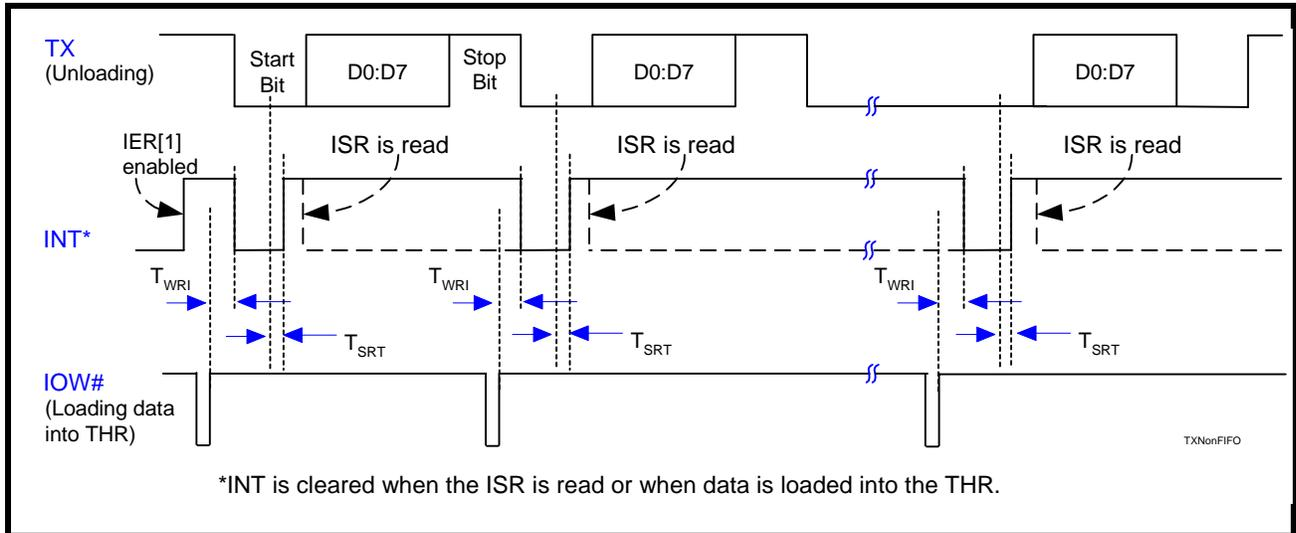 TX
(Unloading)
Start
Bit
D0:D7
Stop
Bit
D0:D7
D0:D7
IER[1]
enabled
ISR is read
ISR is read
ISR is read
INT*
TWRI
TWRI
TWRI
TSRT
TSRT
TSRT
IOW#
(Loading data
into THR)
TXNonFIFO
*INT is cleared when the ISR is read or when data is loaded into the THR.